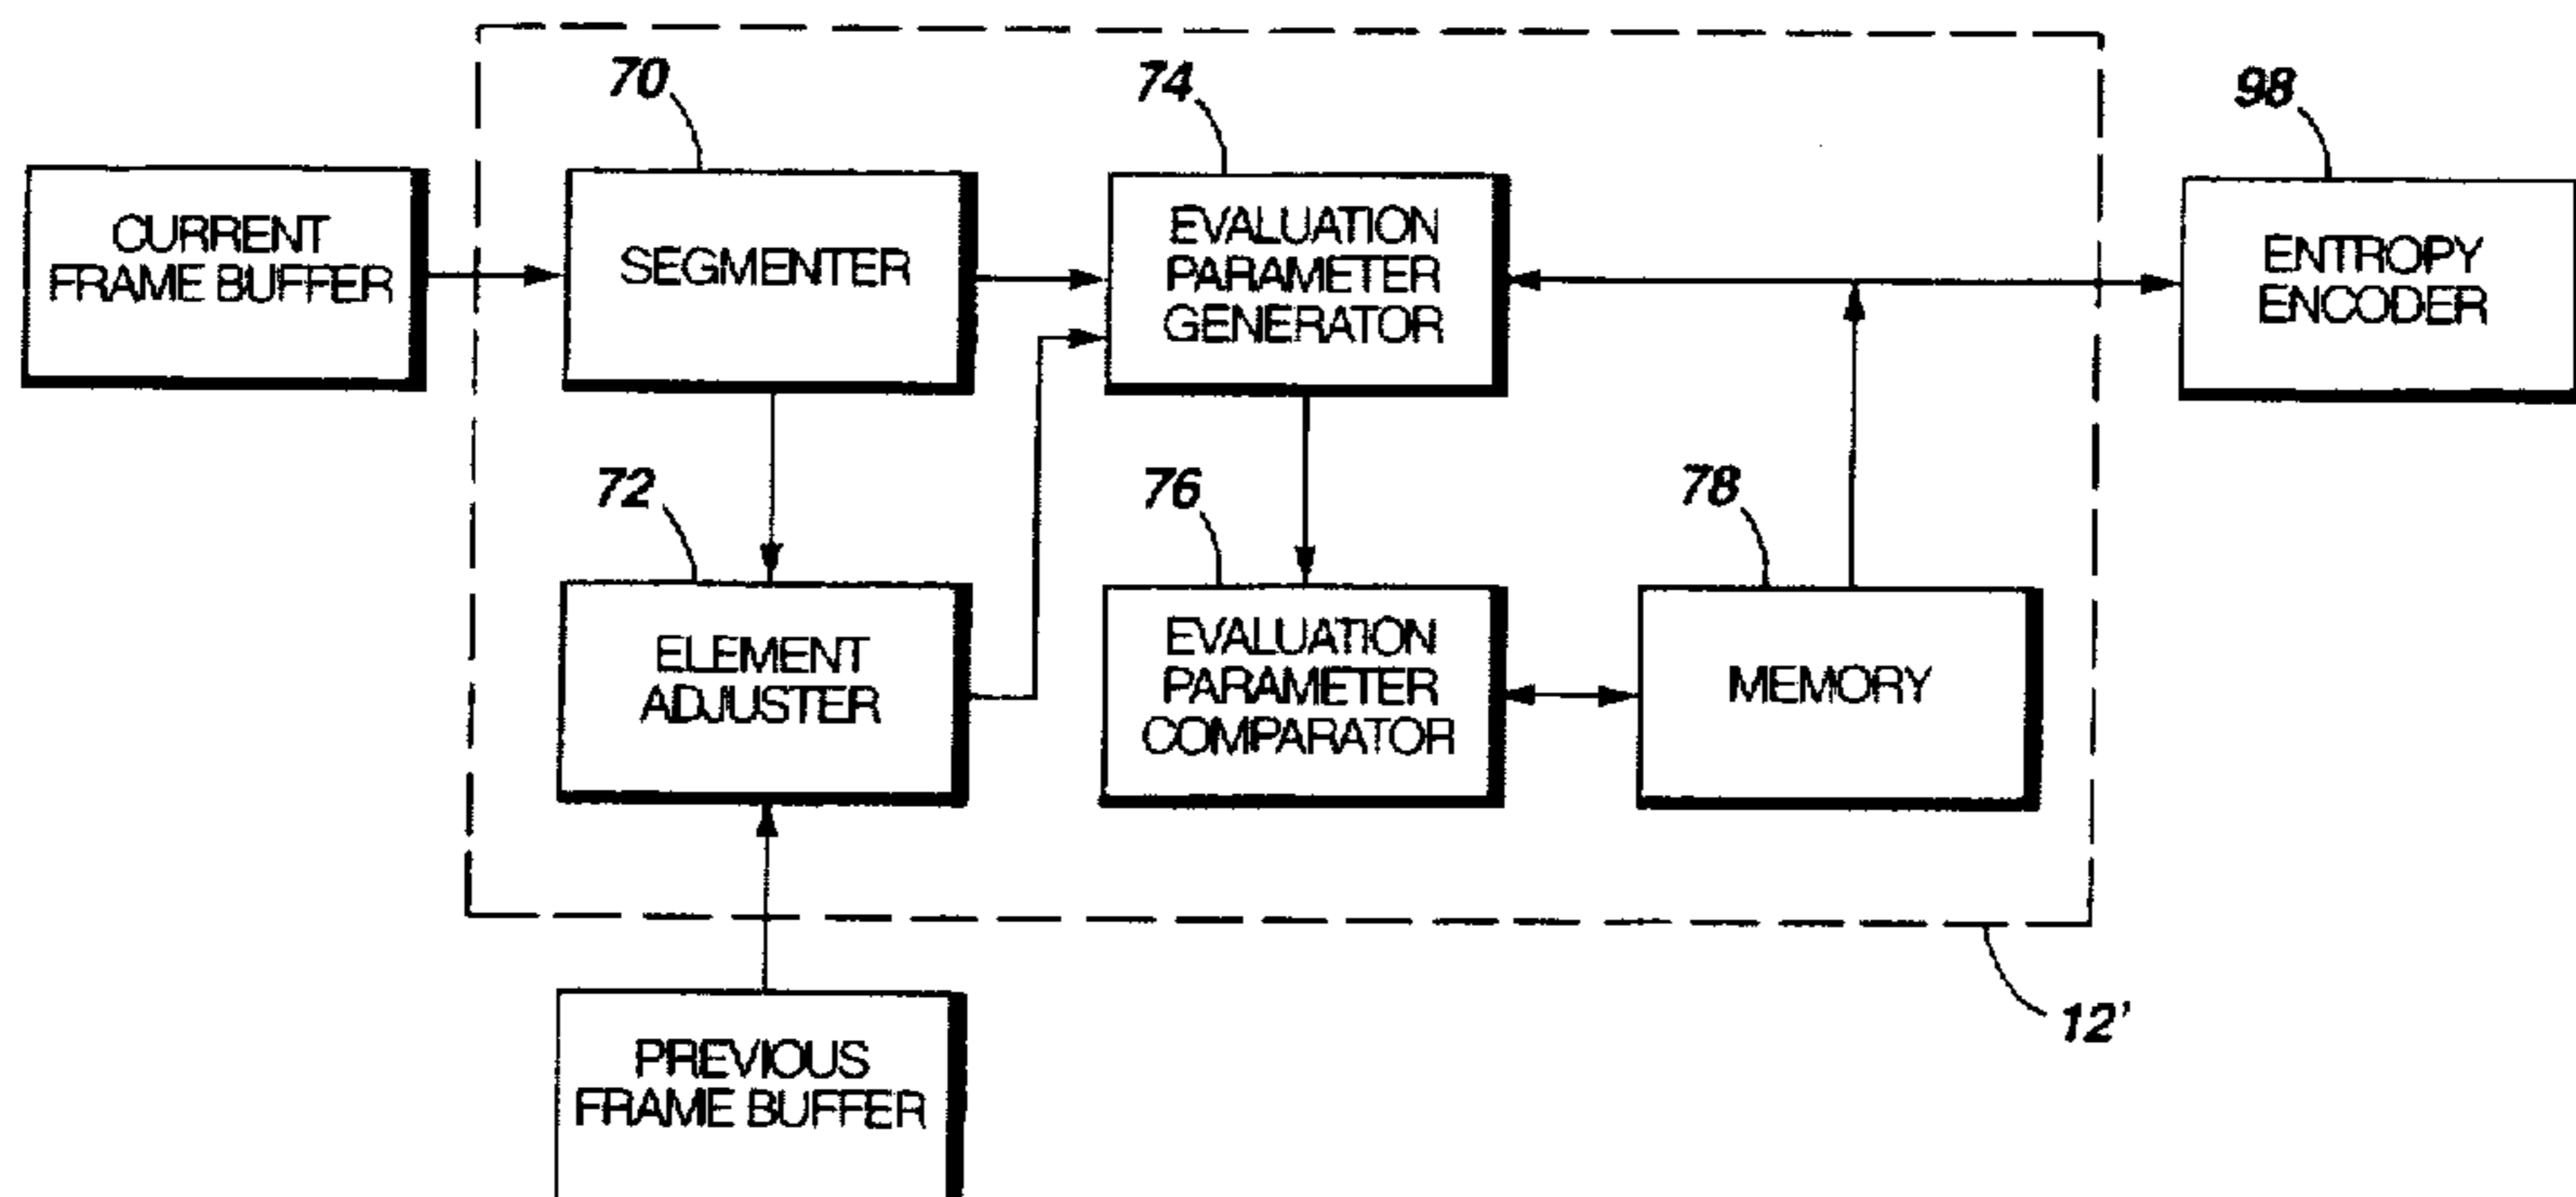 70
74
98
CURRENT
FRAME BUFFER
SEGMENTER
EVALUATION
PARAMETER
GENERATOR
ENTROPY
ENCODER
72
76
78
ELEMENT
ADJUSTER
EVALUATION
PARAMETER
COMPARATOR
MEMORY
12'
PREVIOUS
FRAME BUFFER